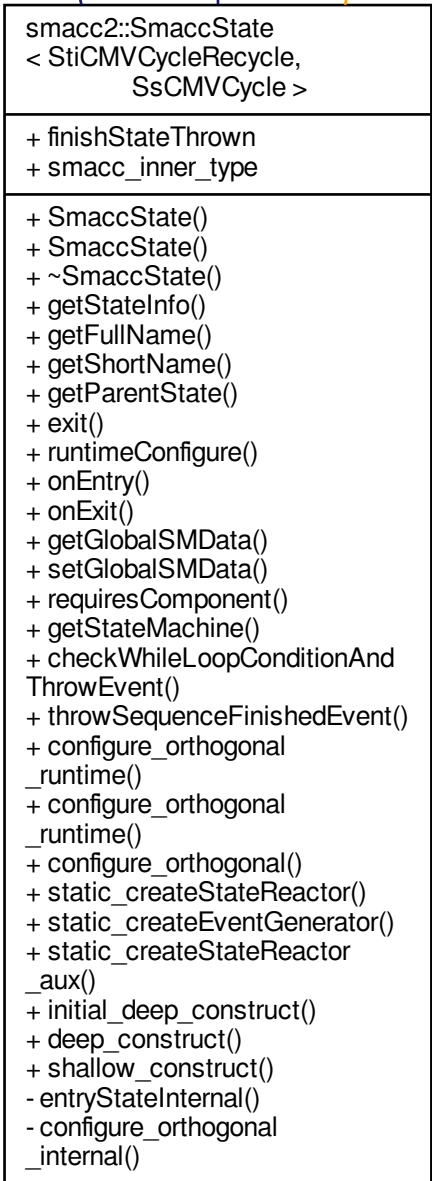 smacc2::SmaccState
< StiCMVCycleRecycle,
SsCMVCycle >
+ finishStateThrown
+ smacc_inner_type
+ SmaccState()
+ SmaccState()
+ ~SmaccState()
+ getStateInfo()
+ getFullName()
+ getShortName()
+ getParentState()
+ exit()
+ runtimeConfigure()
+ onEntry()
+ onExit()
+ getGlobalSMData()
+ setGlobalSMData()
+ requiresComponent()
+ getStateMachine()
+ checkWhileLoopConditionAnd
ThrowEvent()
+ throwSequenceFinishedEvent()
+ configure_orthogonal
_runtime()
+ configure_orthogonal
_runtime()
+ configure_orthogonal()
+ static_createStateReactor()
+ static_createEventGenerator()
+ static_createStateReactor
_aux()
+ initial_deep_construct()
+ deep_construct()
+ shallow_construct()
- entryStateInternal()
- configure_orthogonal
_internal()